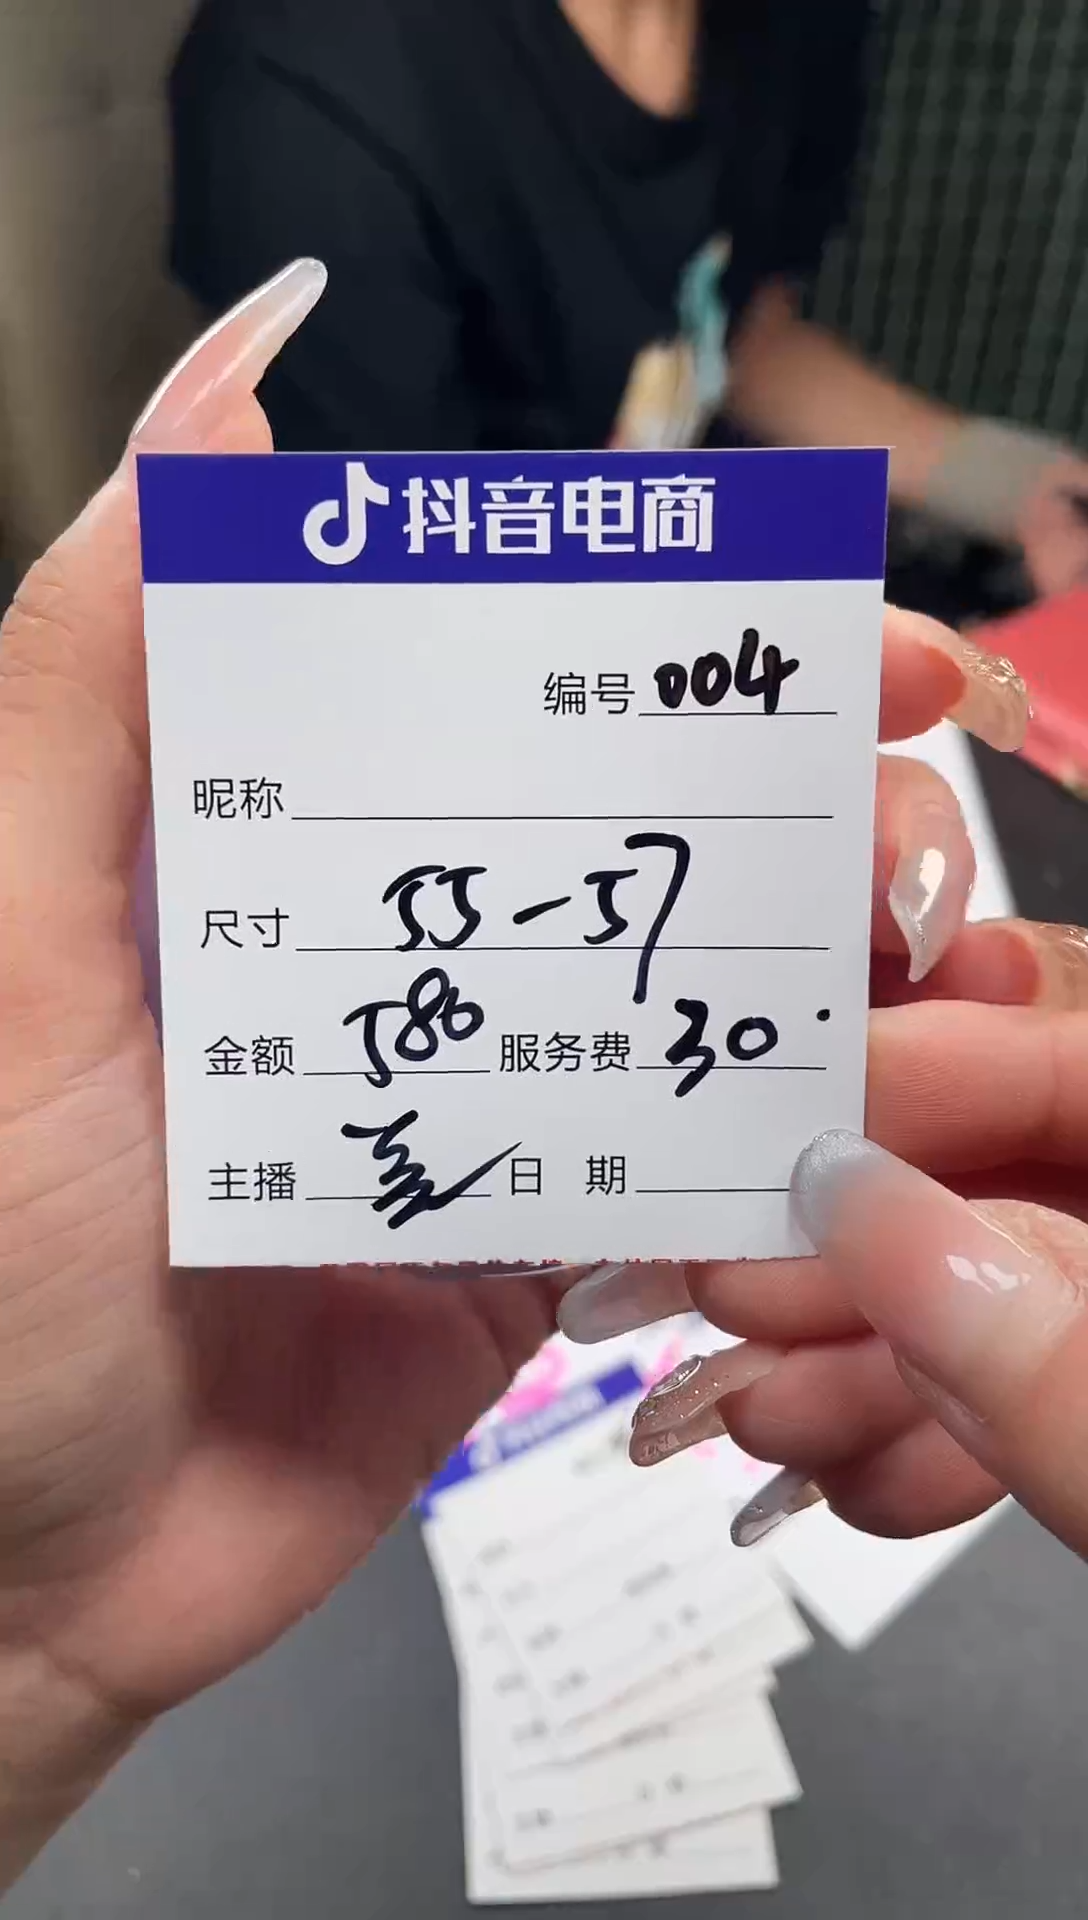 抖音电商
编号 004
昵称
尺寸 55-57
金额 580 服务费 30.
主播 日 期